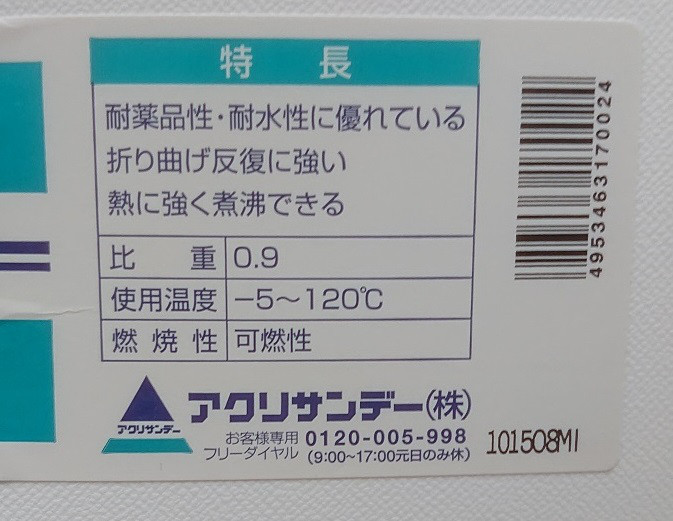 特 長
耐薬品性・耐水性に優れている
折り曲げ反復に強い
熱に強く煮沸できる
比 重 0.9
使用温度 −5～120℃
燃焼性 可燃性
アクリサンデー
アクリサンデー(株)
お客様専用
フリーダイヤル
0120-005-998
(9:00~17:00元日のみ休)
101508MI
4953463170024